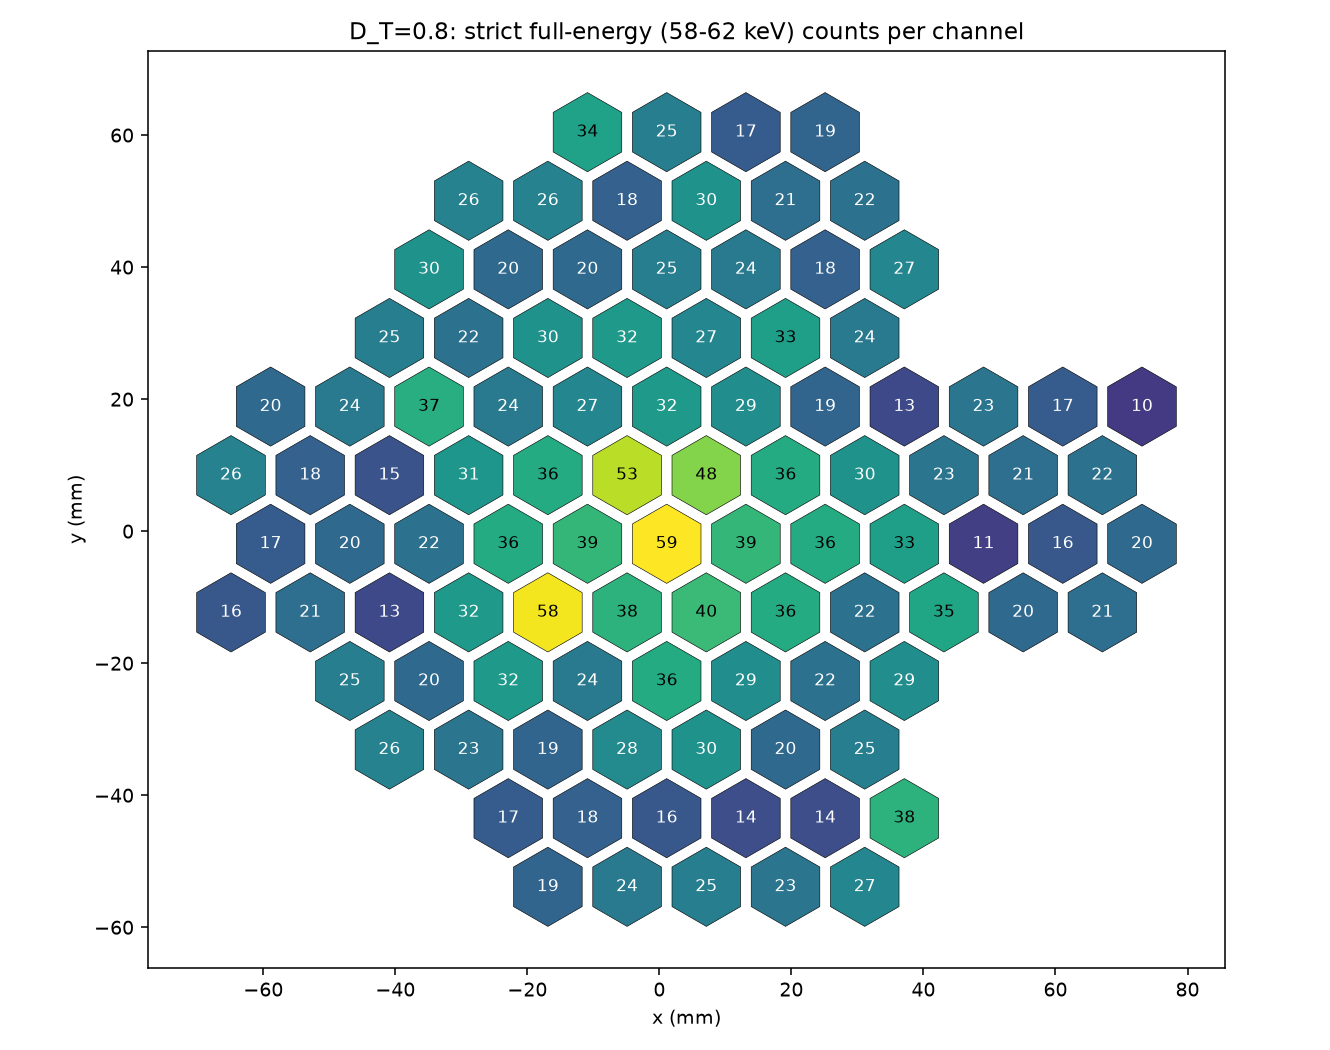 D_T=0.8: strict full-energy (58-62 keV) counts per channel
60
34 25 17 19
26 26 18 30 21 22
40
30 20 20 25 24 18 27
25 22 30 32 27 33 24
20
20 24 37 24 27 32 29 19 13 23 17 10
26 18 15 31 36 53 48 36 30 23 21 22
0
17 20 22 36 39 59 39 36 33 11 16 20
16 21 13 32 58 38 40 36 22 35 20 21
−20
25 20 32 24 36 29 22 29
26 23 19 28 30 20 25
−40
17 18 16 14 14 38
19 24 25 23 27
−60
y (mm)
−60 −40 −20 0 20 40 60 80
x (mm)